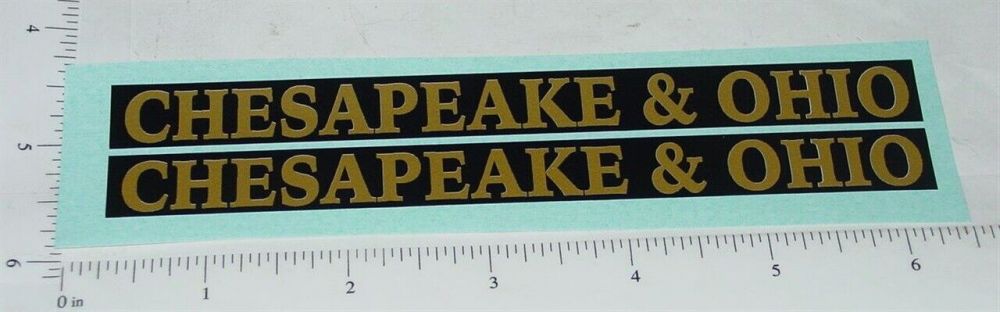 CHESAPEAKE & OHIO
CHESAPEAKE & OHIO
4
5
6
0 in 1 2 3 4 5 6